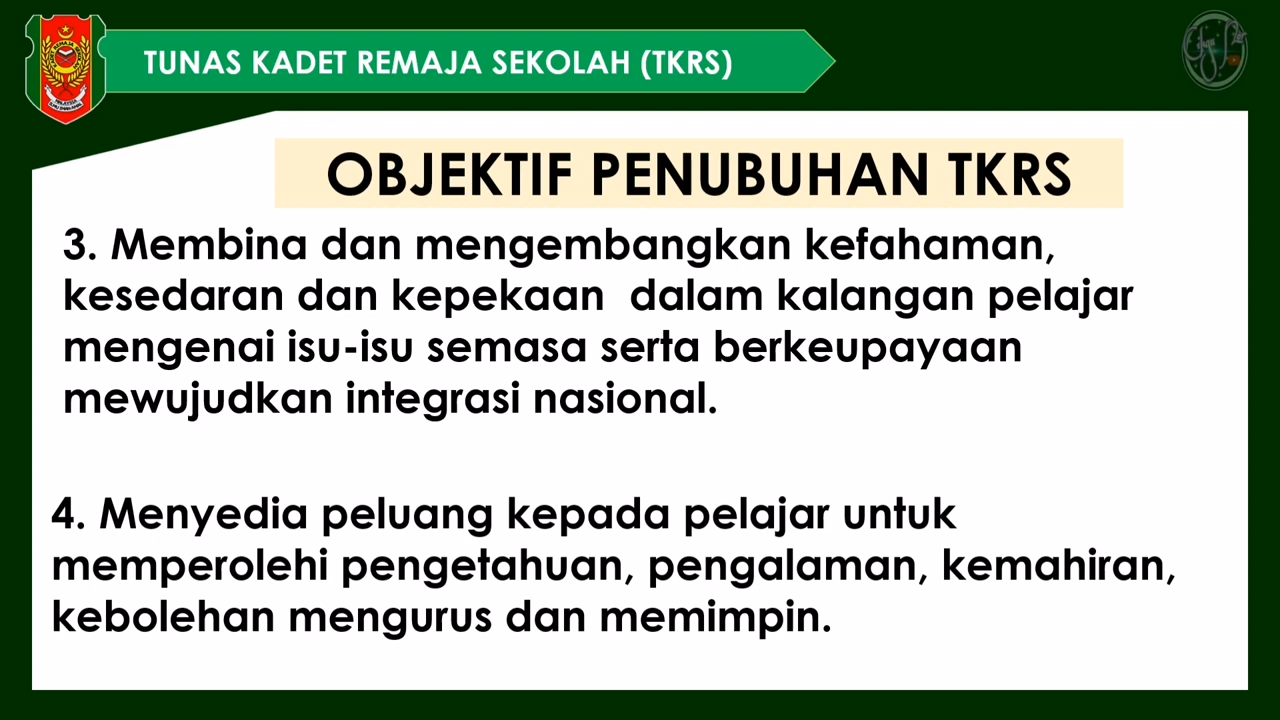 TUNAS KADET REMAJA SEKOLAH (TKRS)
OBJEKTIF PENUBUHAN TKRS
3. Membina dan mengembangkan kefahaman,
kesedaran dan kepekaan dalam kalangan pelajar
mengenai isu-isu semasa serta berkeupayaan
mewujudkan integrasi nasional.
4. Menyedia peluang kepada pelajar untuk
memperolehi pengetahuan, pengalaman, kemahiran,
kebolehan mengurus dan memimpin.